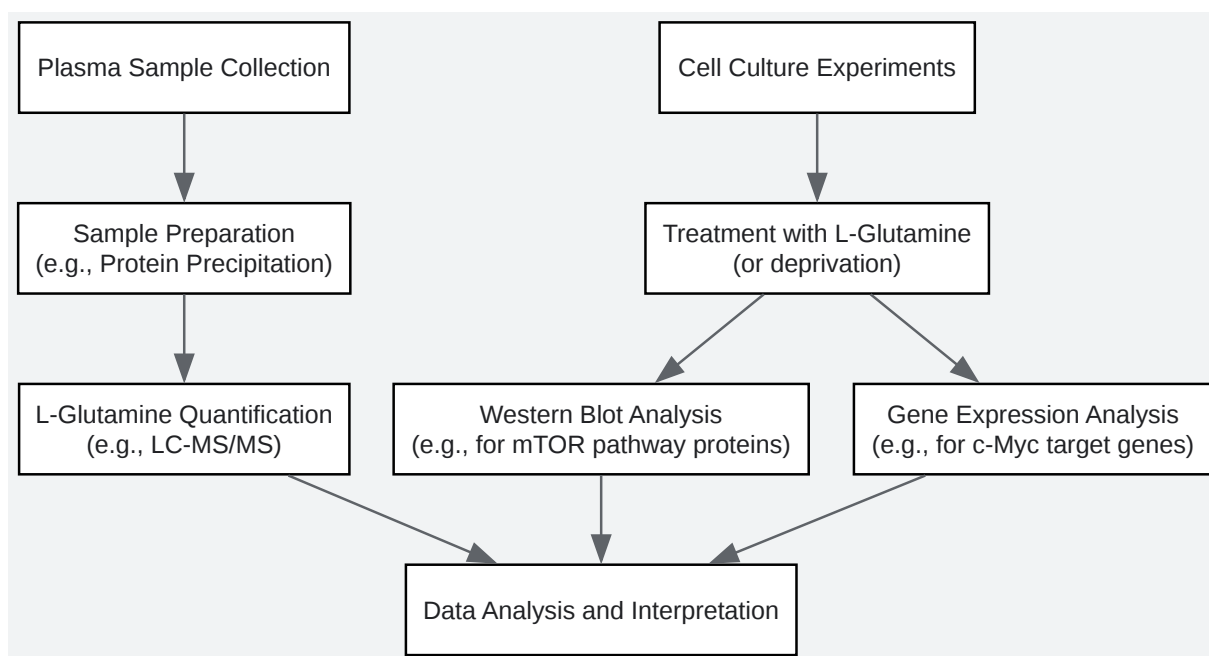 Plasma Sample Collection
Cell Culture Experiments
Sample Preparation
(e.g., Protein Precipitation)
Treatment with L-Glutamine
(or deprivation)
L-Glutamine Quantification
(e.g., LC-MS/MS)
Western Blot Analysis
(e.g., for mTOR pathway proteins)
Gene Expression Analysis
(e.g., for c-Myc target genes)
Data Analysis and Interpretation